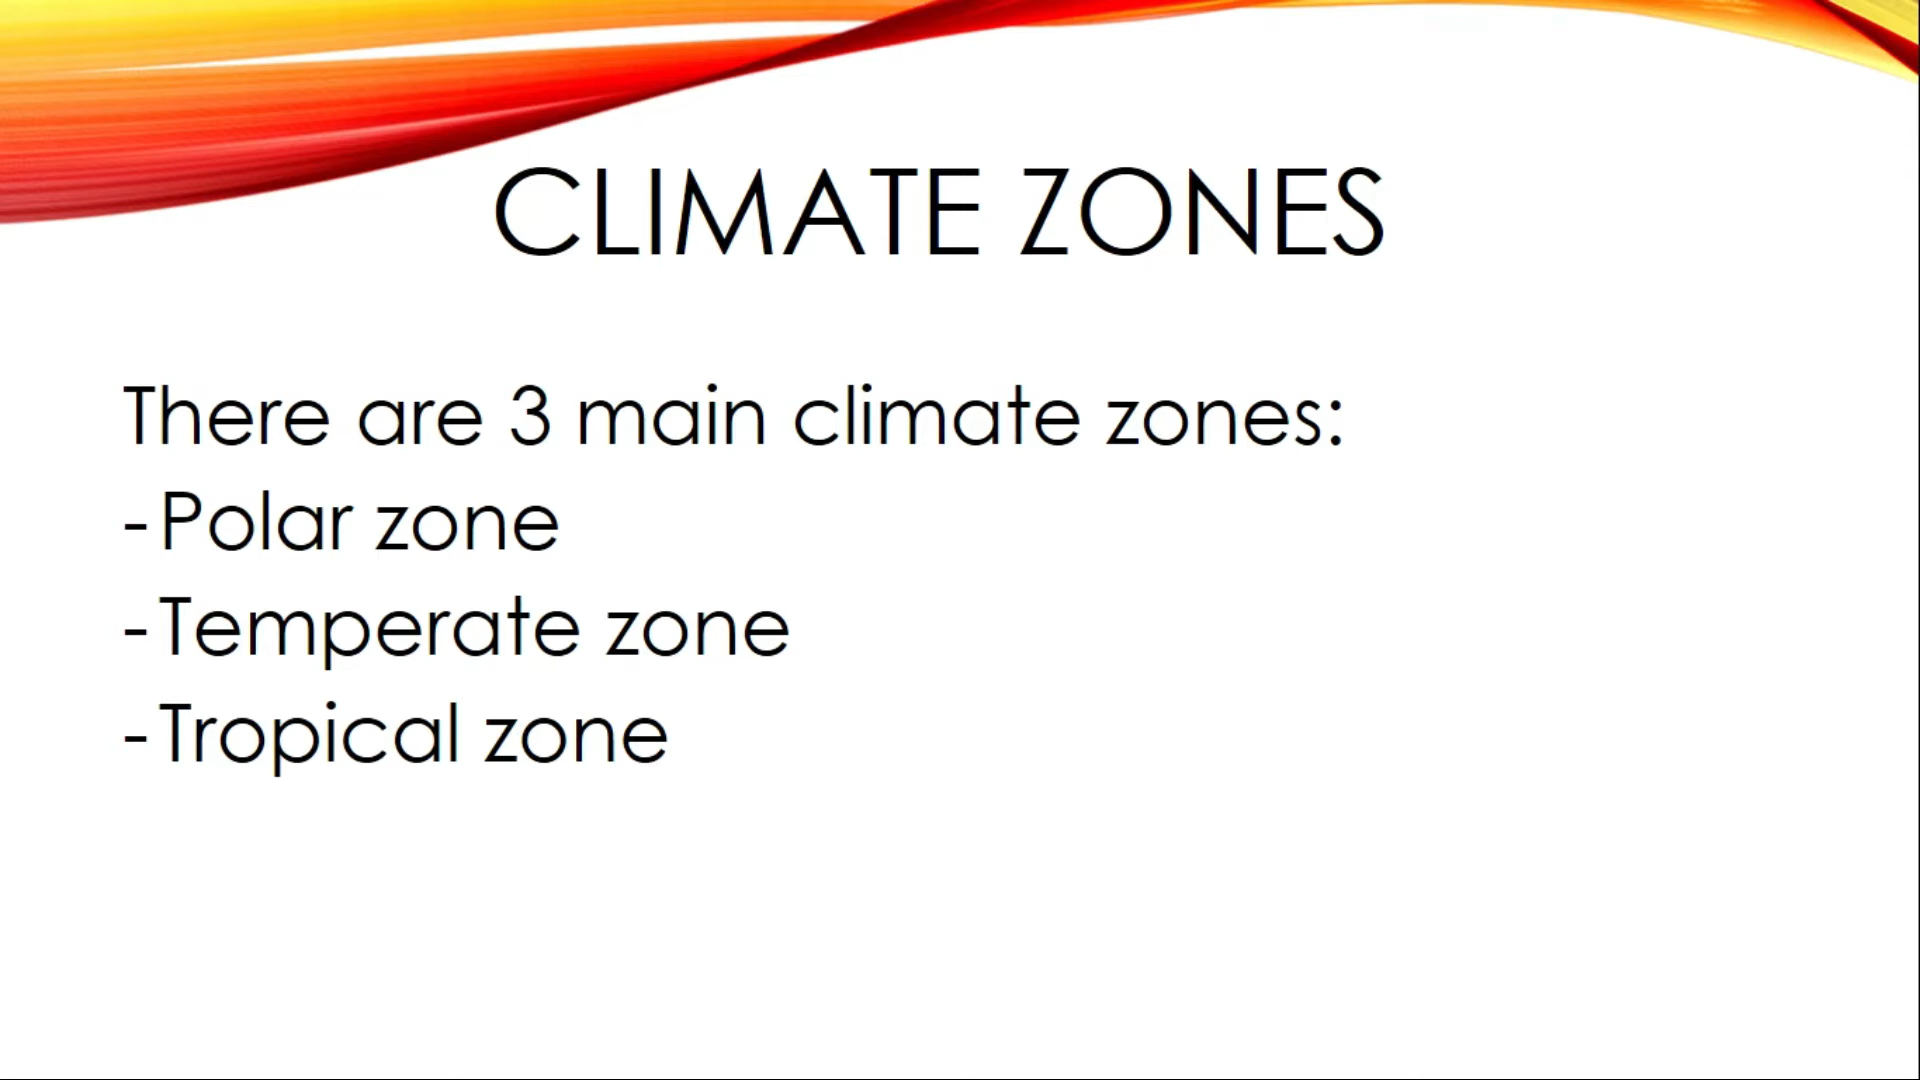 CLIMATE ZONES
There are 3 main climate zones:
-Polar zone
-Temperate zone
-Tropical zone